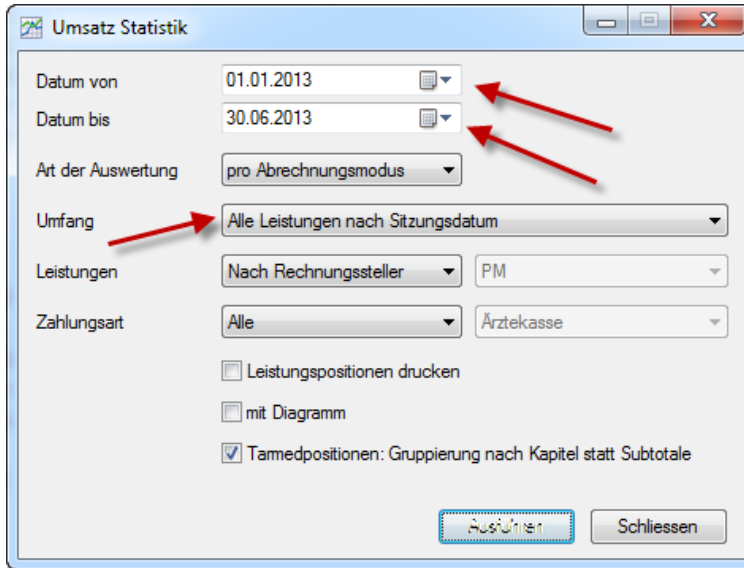 Umsatz Statistik
Datum von 01.01.2013
Datum bis 30.06.2013
Art der Auswertung pro Abrechnungsmodus
Umfang Alle Leistungen nach Sitzungsdatum
Leistungen Nach Rechnungssteller PM
Zahlungsart Alle Ärztekasse
Leistungspositionen drucken
mit Diagramm
Tarmedpositionen: Gruppierung nach Kapitel statt Subtotale
Ausführen Schliessen